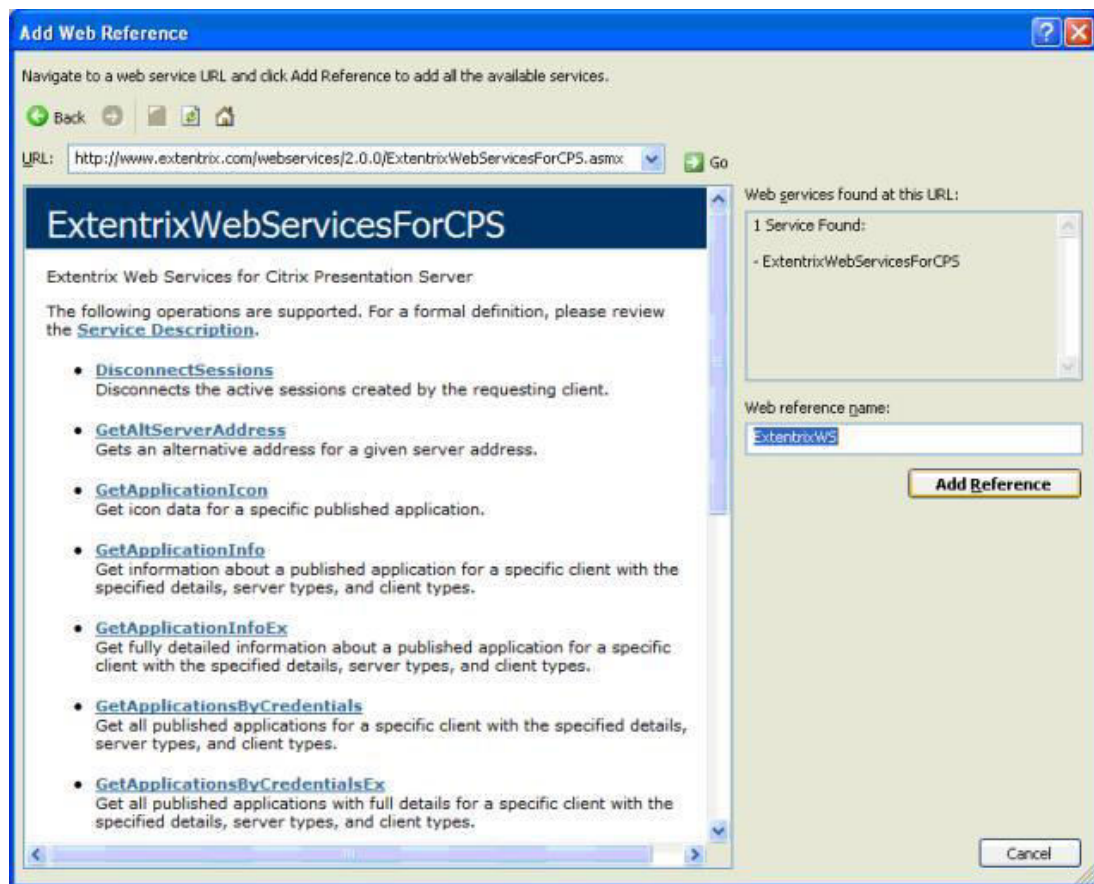 Add Web Reference
Navigate to a web service URL and click Add Reference to add all the available services.
Back
URL: http://www.extentrix.com/webservices/2.0.0/ExtentrixWebServicesForCPS.asmx Go
ExtentrixWebServicesForCPS
Extentrix Web Services for Citrix Presentation Server
The following operations are supported. For a formal definition, please review
the Service Description.
• DisconnectSessions
Disconnects the active sessions created by the requesting client.
• GetAltServerAddress
Gets an alternative address for a given server address.
• GetApplicationIcon
Get icon data for a specific published application.
• GetApplicationInfo
Get information about a published application for a specific client with the
specified details, server types, and client types.
• GetApplicationInfoEx
Get fully detailed information about a published application for a specific
client with the specified details, server types, and client types.
• GetApplicationsByCredentials
Get all published applications for a specific client with the specified details,
server types, and client types.
• GetApplicationsByCredentialsEx
Get all published applications with full details for a specific client with the
specified details, server types, and client types.
Web services found at this URL:
1 Service Found:
- ExtentrixWebServicesForCPS
Web reference name:
ExtentrixWS
Add Reference
Cancel